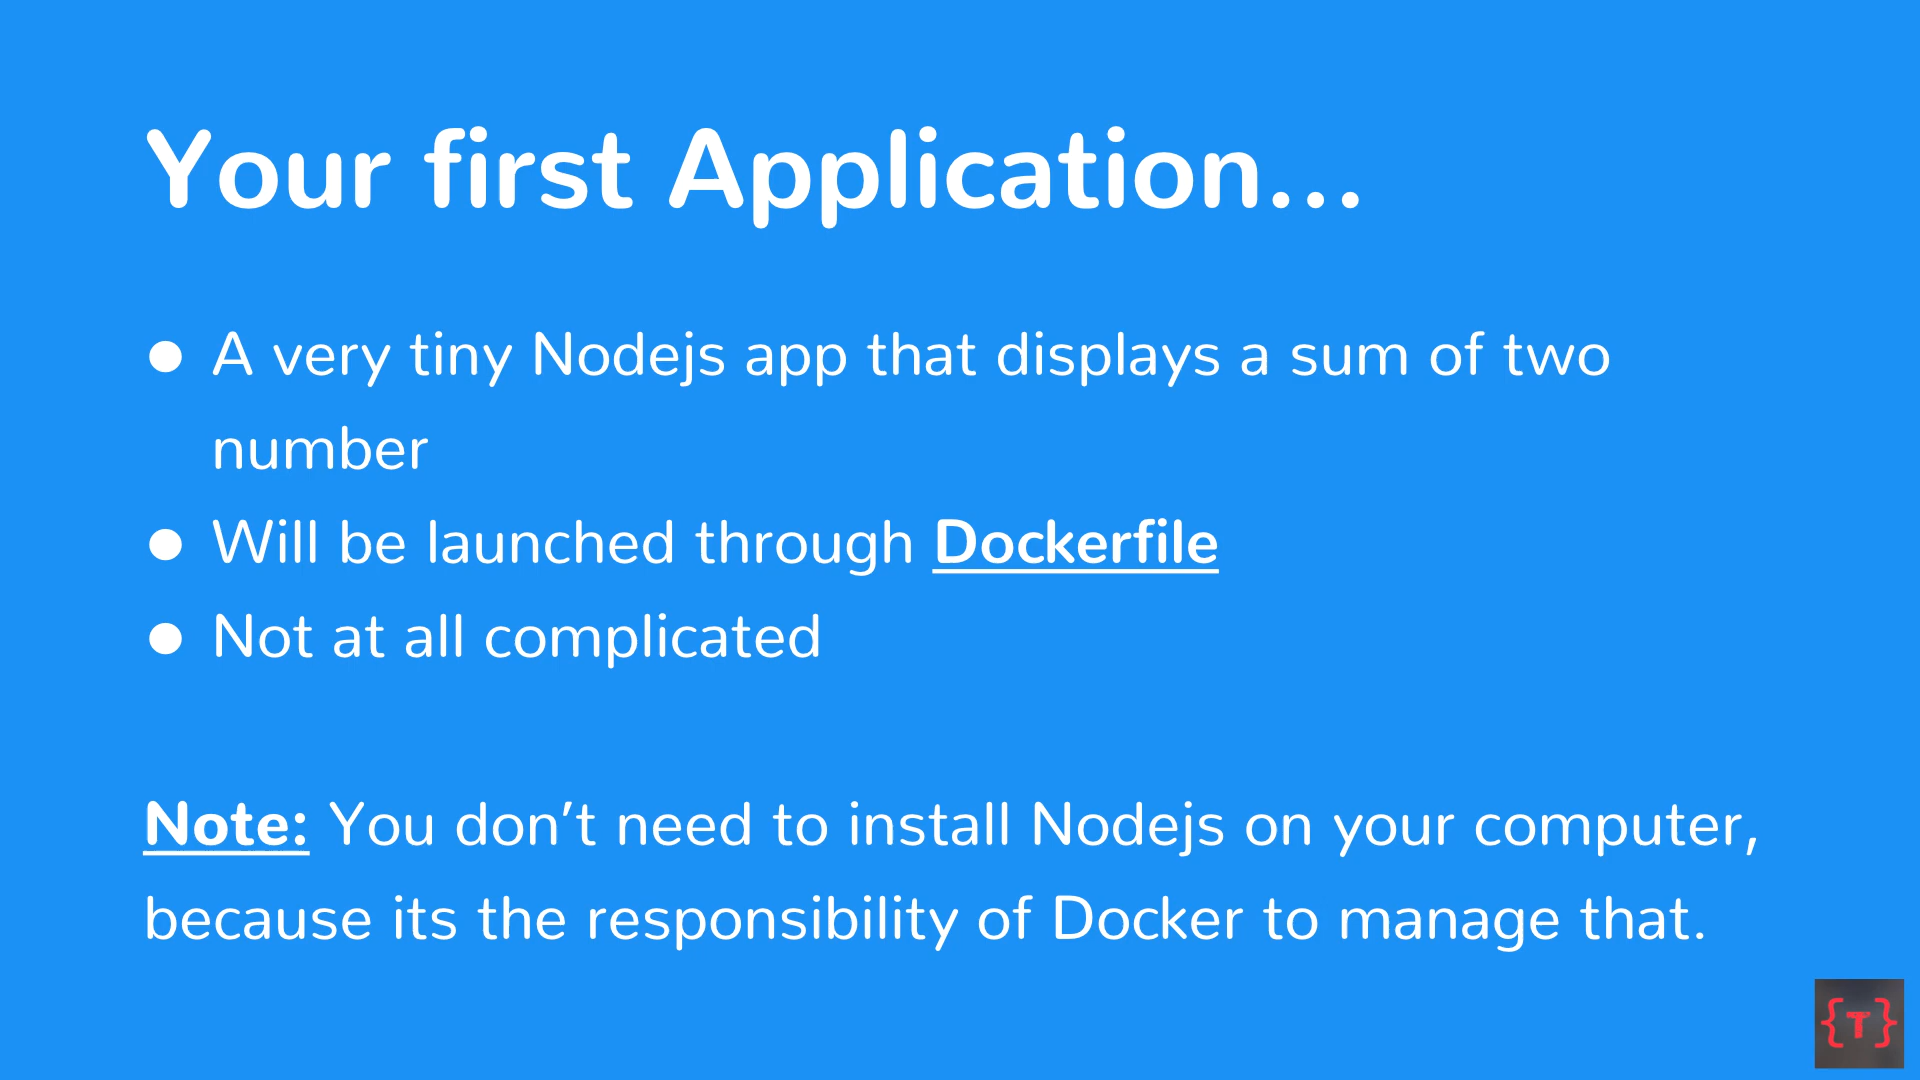 Your first Application...
● A very tiny Nodejs app that displays a sum of two
number
● Will be launched through Dockerfile
● Not at all complicated
Note: You don’t need to install Nodejs on your computer,
because its the responsibility of Docker to manage that.
{T}